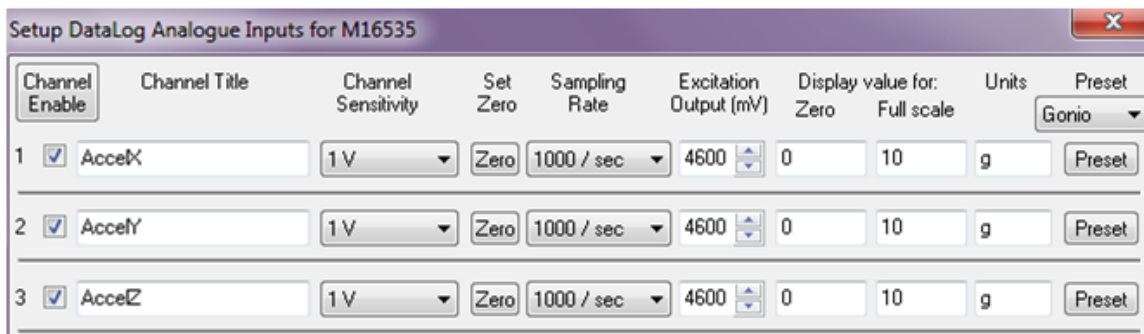 Setup DataLog Analogue Inputs for M16535
Channel Enable Channel Title Channel Sensitivity Set Zero Sampling Rate Excitation Output (mV) Display value for: Zero Full scale Units Preset
Gonio
1 AccelX 1 V Zero 1000 / sec 4600 0 10 g Preset
2 AccelY 1 V Zero 1000 / sec 4600 0 10 g Preset
3 AccelZ 1 V Zero 1000 / sec 4600 0 10 g Preset